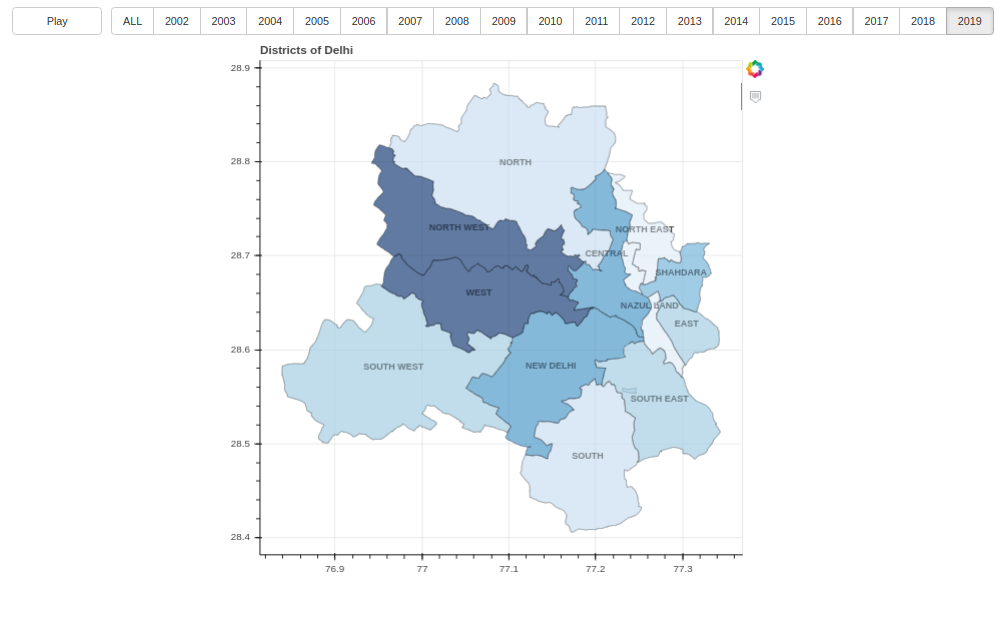 Play ALL 2002 2003 2004 2005 2006 2007 2008 2009 2010 2011 2012 2013 2014 2015 2016 2017 2018 2019
Districts of Delhi
28.9
28.8
NORTH
NORTH WEST
NORTH EAST
28.7
CENTRAL
SHAHDARA
WEST
NAZUL LAND
EAST
28.6
SOUTH WEST
NEW DELHI
SOUTH EAST
28.5
SOUTH
28.4
76.9 77 77.1 77.2 77.3